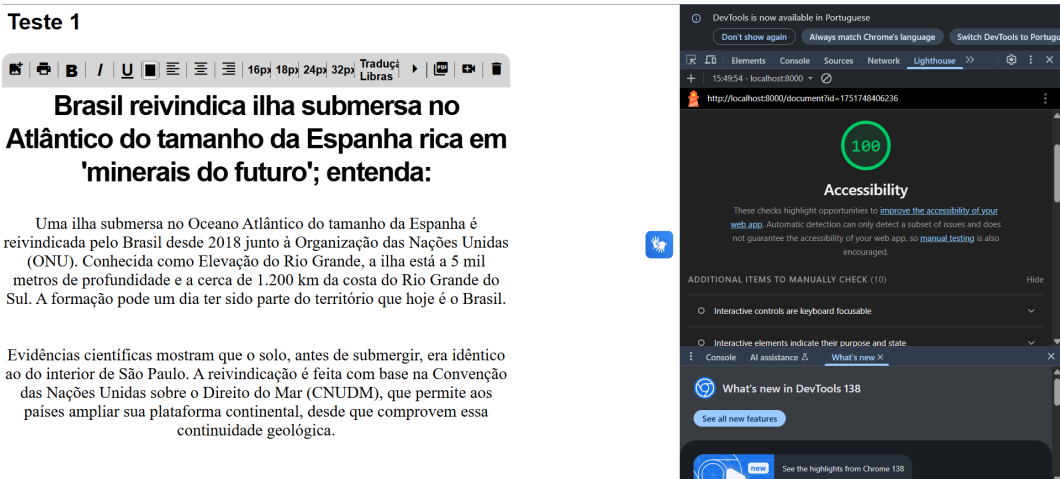 Teste 1
B I U 16px 18px 24px 32px Traduçã
Libras PDF
Brasil reivindica ilha submersa no
Atlântico do tamanho da Espanha rica em
'minerais do futuro'; entenda:
Uma ilha submersa no Oceano Atlântico do tamanho da Espanha é
reivindicada pelo Brasil desde 2018 junto à Organização das Nações Unidas
(ONU). Conhecida como Elevação do Rio Grande, a ilha está a 5 mil
metros de profundidade e a cerca de 1.200 km da costa do Rio Grande do
Sul. A formação pode um dia ter sido parte do território que hoje é o Brasil.
Evidências científicas mostram que o solo, antes de submergir, era idêntico
ao do interior de São Paulo. A reivindicação é feita com base na Convenção
das Nações Unidas sobre o Direito do Mar (CNUDM), que permite aos
países ampliar sua plataforma continental, desde que comprovem essa
continuidade geológica.
DevTools is now available in Portuguese
Don't show again Always match Chrome's language Switch DevTools to Portugu
Elements Console Sources Network Lighthouse
15:49:54 - localhost:8000
http://localhost:8000/document?id=1751748406236
100
Accessibility
These checks highlight opportunities to improve the accessibility of your
web app. Automatic detection can only detect a subset of issues and does
not guarantee the accessibility of your web app, so manual testing is also
encouraged.
ADDITIONAL ITEMS TO MANUALLY CHECK (10) Hide
Interactive controls are keyboard focusable
Interactive elements indicate their purpose and state
Console AI assistance What's new
What's new in DevTools 138
See all new features
new
See the highlights from Chrome 138